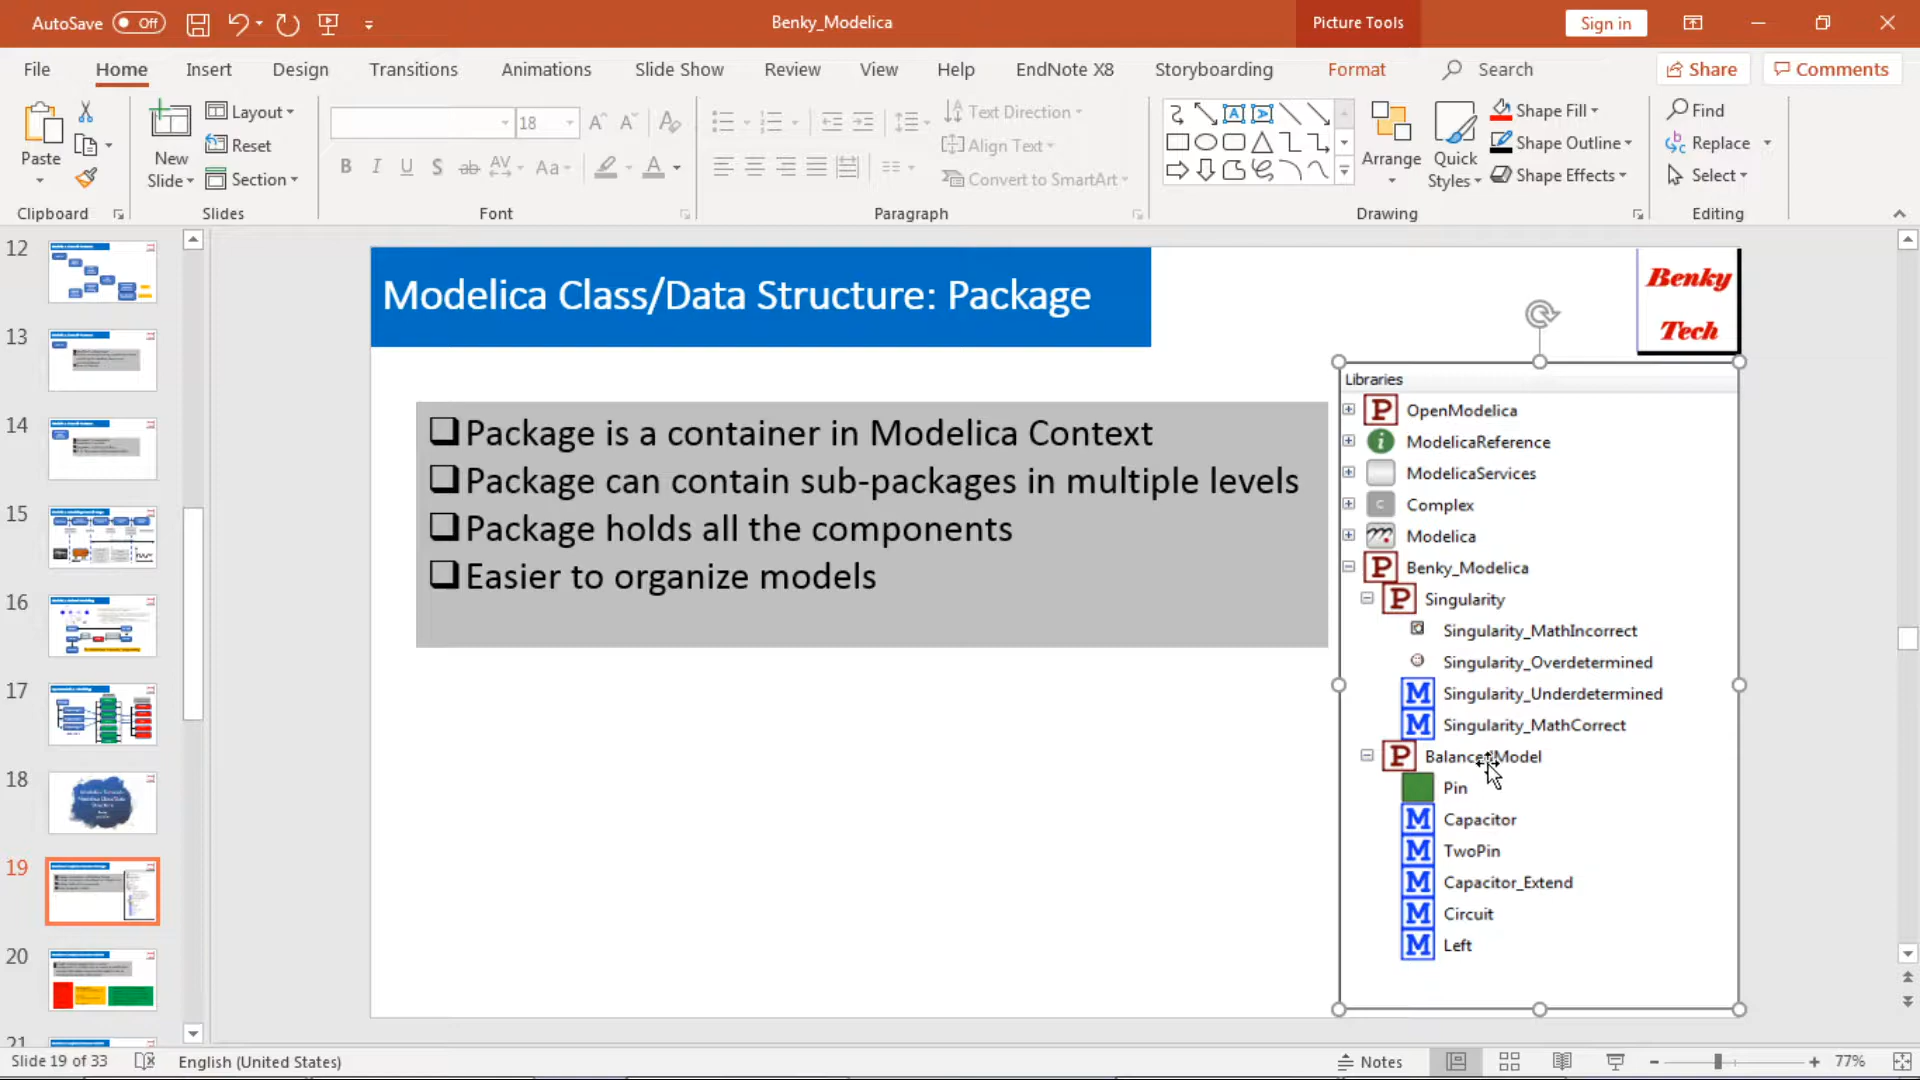 AutoSave Off
Benky_Modelica
Picture Tools
Sign in
File Home Insert Design Transitions Animations Slide Show Review View Help EndNote X8 Storyboarding Format Search Share Comments
Paste
Clipboard
New Slide
Layout
Reset
Section
Slides
18
Font
Text Direction
Align Text
Convert to SmartArt
Paragraph
Arrange
Quick Styles
Shape Fill
Shape Outline
Shape Effects
Drawing
Find
Replace
Select
Editing
12
13
14
15
16
17
18
19
20
21
Modelica Class/Data Structure: Package
Benky
Tech
Package is a container in Modelica Context
Package can contain sub-packages in multiple levels
Package holds all the components
Easier to organize models
Libraries
P OpenModelica
i ModelicaReference
ModelicaServices
C Complex
Modelica
P Benky_Modelica
P Singularity
Singularity_MathIncorrect
Singularity_Overdetermined
M Singularity_Underdetermined
M Singularity_MathCorrect
P
Pin
M Capacitor
M TwoPin
M Capacitor_Extend
M Circuit
M Left
Slide 19 of 33
English (United States)
Notes
77%